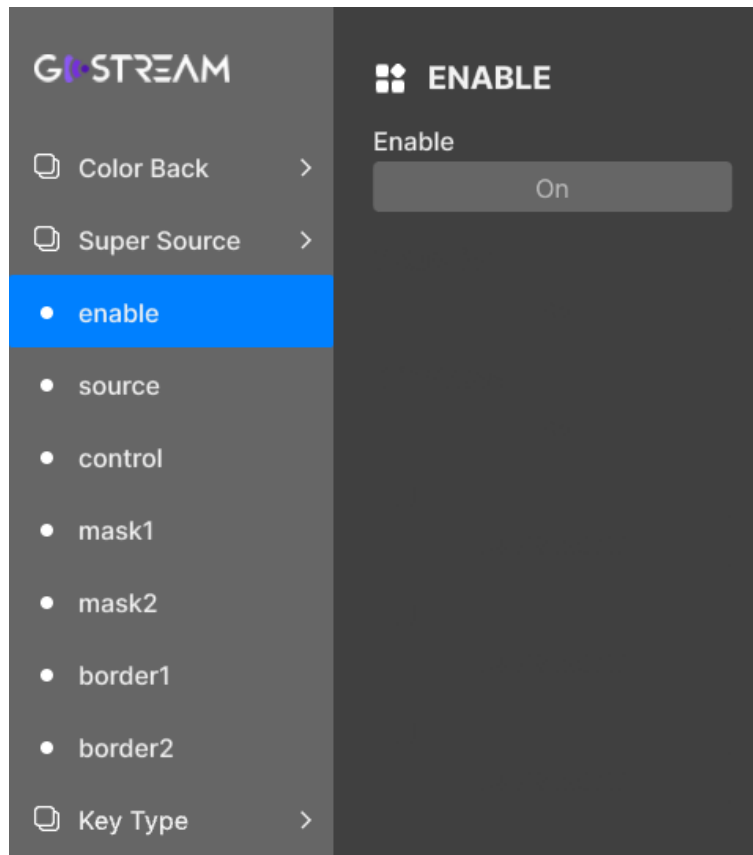 GOSTREAM
Color Back
Super Source
enable
source
control
mask1
mask2
border1
border2
Key Type
ENABLE
Enable
On